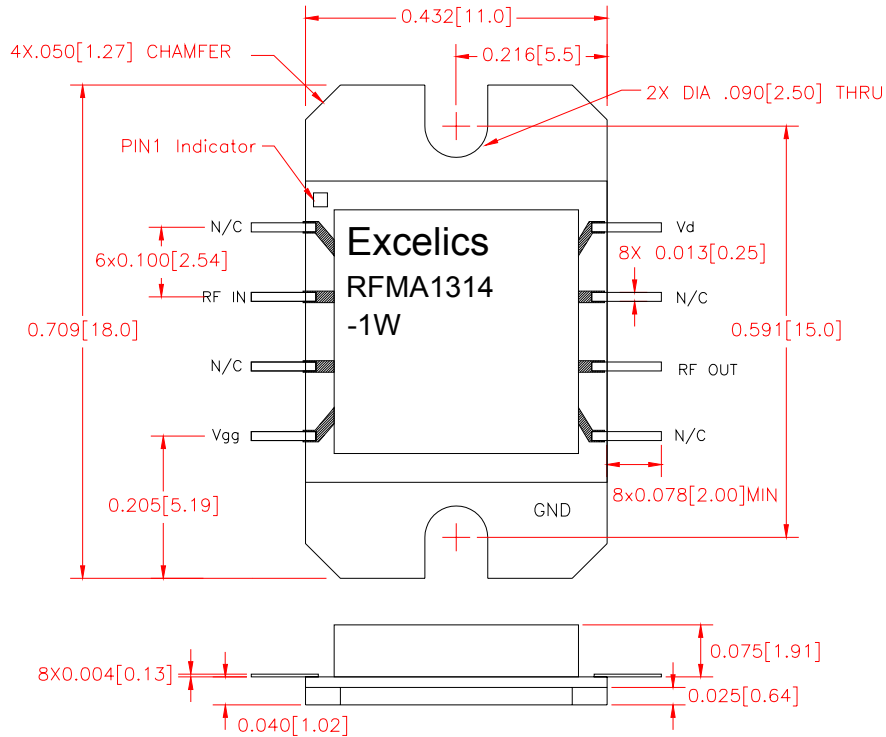 0.432[11.0]
4X.050[1.27] CHAMFER
0.216[5.5]
2X DIA .090[2.50] THRU
PIN1 Indicator
N/C
Vd
Excelics
6x0.100[2.54]
8X 0.013[0.25]
RF IN
RFMA1314
N/C
-1W
0.709[18.0]
0.591[15.0]
N/C
RF OUT
Vgg
N/C
0.205[5.19]
8x0.078[2.00]MIN
GND
0.075[1.91]
8X0.004[0.13]
0.025[0.64]
0.040[1.02]